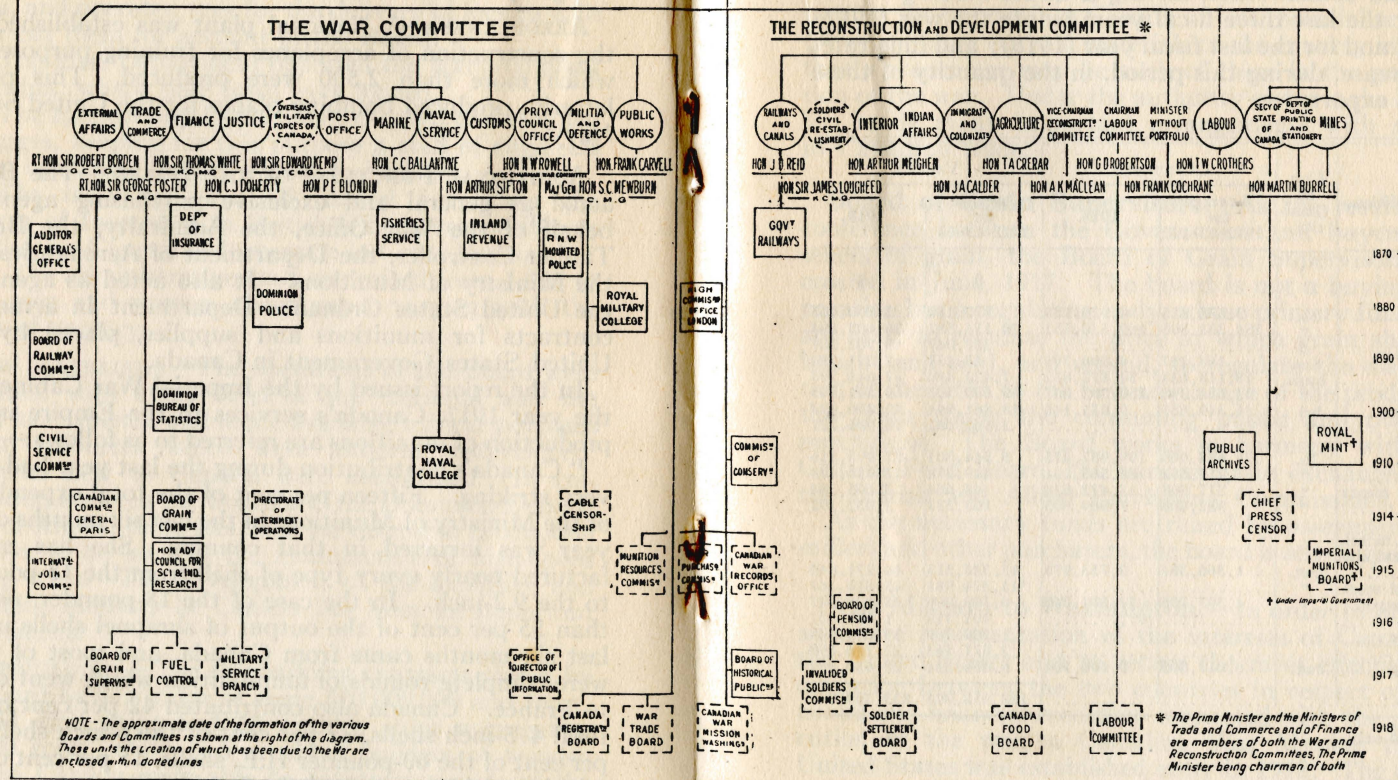 THE WAR COMMITTEE
EXTERNAL
AFFAIRS
TRADE
AND
COMMERCE
FINANCE
JUSTICE
OVERSEAS
MILITARY
FORCES OF
CANADA
POST
OFFICE
MARINE
NAVAL
SERVICE
CUSTOMS
PRIVY
COUNCIL
OFFICE
MILITIA
AND
DEFENCE
PUBLIC
WORKS
RT HON SIR ROBERT BORDEN
G C M G
HON SIR THOMAS WHITE
K.C.M.G
HON SIR EDWARD KEMP
K C M G
HON C C BALLANTYNE
HON N W ROWELL
VICE CHAIRMAN WAR COMMITTEE
HON. FRANK CARVELL
RT. HON SIR GEORGE FOSTER
G C M G
HON C.J DOHERTY
HON P E BLONDIN
HON ARTHUR SIFTON
MAJ GEN HON S.C. MEWBURN
C. M. G
AUDITOR
GENERAL'S
OFFICE
DEPT
OF
INSURANCE
FISHERIES
SERVICE
INLAND
REVENUE
R N W
MOUNTED
POLICE
DOMINION
POLICE
ROYAL
MILITARY
COLLEGE
HIGH
COMMISRS
OFFICE
LONDON
BOARD OF
RAILWAY
COMMRS
DOMINION
BUREAU OF
STATISTICS
CIVIL
SERVICE
COMMON
ROYAL
NAVAL
COLLEGE
CANADIAN
COMMSR
GENERAL
PARIS
BOARD OF
GRAIN
COMMRS
DIRECTORATE
OF
INTERNMENT
OPERATIONS
CABLE
CENSOR
SHIP
INTERNATL
JOINT
COMMON
HON ADV
COUNCIL FOR
SCI & IND.
RESEARCH
MUNITION
RESOURCES
COMMISN
PURCHASG
CANADIAN
WAR
RECORDS
OFFICE
BOARD OF
GRAIN
SUPERVISRS
FUEL
CONTROL
MILITARY
SERVICE
BRANCH
OFFICE OF
DIRECTOR OF
PUBLIC
INFORMATION
BOARD OF
HISTORICAL
PUBLICNS
CANADA
REGISTRATN
BOARD
WAR
TRADE
BOARD
CANADIAN
WAR
MISSION
WASHINGTON
NOTE - The approximate date of the formation of the various
Boards and Committees is shown at the right of the diagram.
Those units the creation of which has been due to the War are
enclosed within dotted lines
THE RECONSTRUCTION AND DEVELOPMENT COMMITTEE *
RAILWAYS
AND
CANALS
SOLDIERS'
CIVIL
RE-ESTAB-
LISHMENT
INTERIOR
INDIAN
AFFAIRS
IMMIGRATN
AND
COLONIZATN
AGRICULTURE
VICE-CHAIRMAN
RECONSTRUCTN
COMMITTEE
CHAIRMAN
LABOUR
COMMITTEE
MINISTER
WITHOUT
PORTFOLIO
LABOUR
SECY OF
STATE
OF
CANADA
DEPT OF
PUBLIC
PRINTING
AND
STATIONERY
MINES
HON J D REID
HON ARTHUR MEIGHEN
HON T A CRERAR
HON G D ROBERTSON
HON T W CROTHERS
HON SIR JAMES LOUGHEED
K C M G
HON J A CALDER
HON A K MACLEAN
HON FRANK COCHRANE
HON MARTIN BURRELL
GOVT
RAILWAYS
1870
1880
1890
1900
COMMISN
OF
CONSERVN
PUBLIC
ARCHIVES
ROYAL
MINT†
1910
CHIEF
PRESS
CENSOR
1914
IMPERIAL
MUNITIONS
BOARD†
1915
† Under Imperial Government
BOARD OF
PENSION
COMMISRS
1916
INVALIDED
SOLDIERS
COMMISN
1917
SOLDIER
SETTLEMENT
BOARD
CANADA
FOOD
BOARD
LABOUR
COMMITTEE
1918
* The Prime Minister and the Ministers of
Trade and Commerce and of Finance
are members of both the War and
Reconstruction Committees, The Prime
Minister being chairman of both